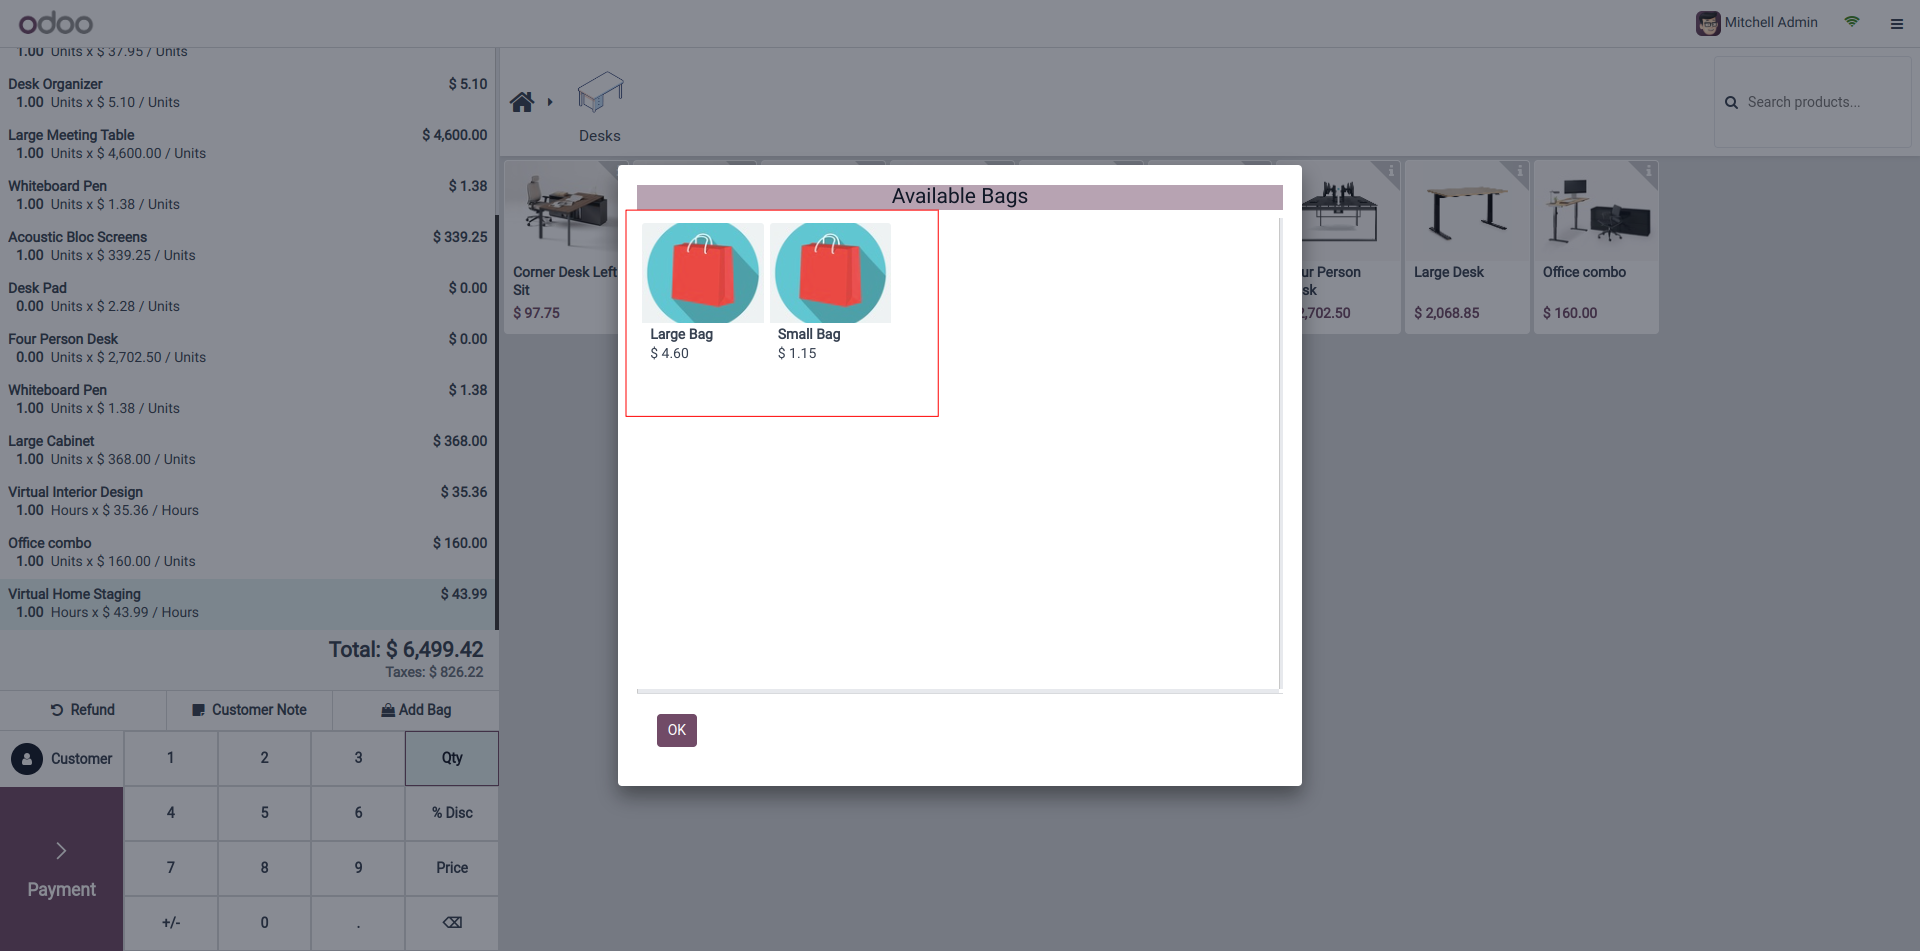 odoo
Mitchell Admin
1.00 Units x $ 37.95 / Units
Desk Organizer $ 5.10
1.00 Units x $ 5.10 / Units
Large Meeting Table $ 4,600.00
1.00 Units x $ 4,600.00 / Units
Whiteboard Pen $ 1.38
1.00 Units x $ 1.38 / Units
Acoustic Bloc Screens $ 339.25
1.00 Units x $ 339.25 / Units
Desk Pad $ 0.00
0.00 Units x $ 2.28 / Units
Four Person Desk $ 0.00
0.00 Units x $ 2,702.50 / Units
Whiteboard Pen $ 1.38
1.00 Units x $ 1.38 / Units
Large Cabinet $ 368.00
1.00 Units x $ 368.00 / Units
Virtual Interior Design $ 35.36
1.00 Hours x $ 35.36 / Hours
Office combo $ 160.00
1.00 Units x $ 160.00 / Units
Virtual Home Staging $ 43.99
1.00 Hours x $ 43.99 / Hours
Total: $ 6,499.42
Taxes: $ 826.22
Refund
Customer Note
Add Bag
Customer
1 2 3 Qty
4 5 6 % Disc
7 8 9 Price
+/- 0 .
Payment
Desks
Search products...
Corner Desk Left
Sit
$ 97.75
ur Person
sk
2,702.50
Large Desk
$ 2,068.85
Office combo
$ 160.00
Available Bags
Large Bag
$ 4.60
Small Bag
$ 1.15
OK